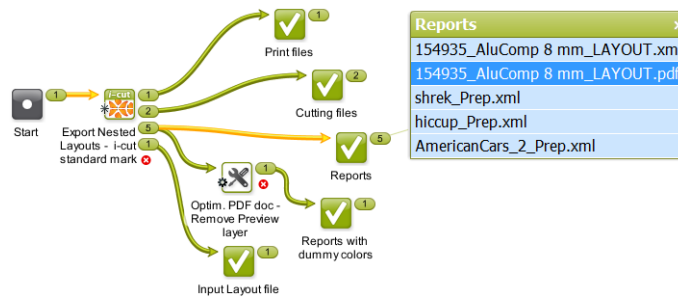 1
Print files
Reports
154935_AluComp 8 mm_LAYOUT.xm
154935_AluComp 8 mm_LAYOUT.pdf
shrek_Prep.xml
hiccup_Prep.xml
AmericanCars_2_Prep.xml
2
Cutting files
1
Start
i-cut
1
2
5
1
Export Nested
Layouts - i-cut
standard mark
5
Reports
1
Optim. PDF doc -
Remove Preview
layer
1
Reports with
dummy colors
1
Input Layout file